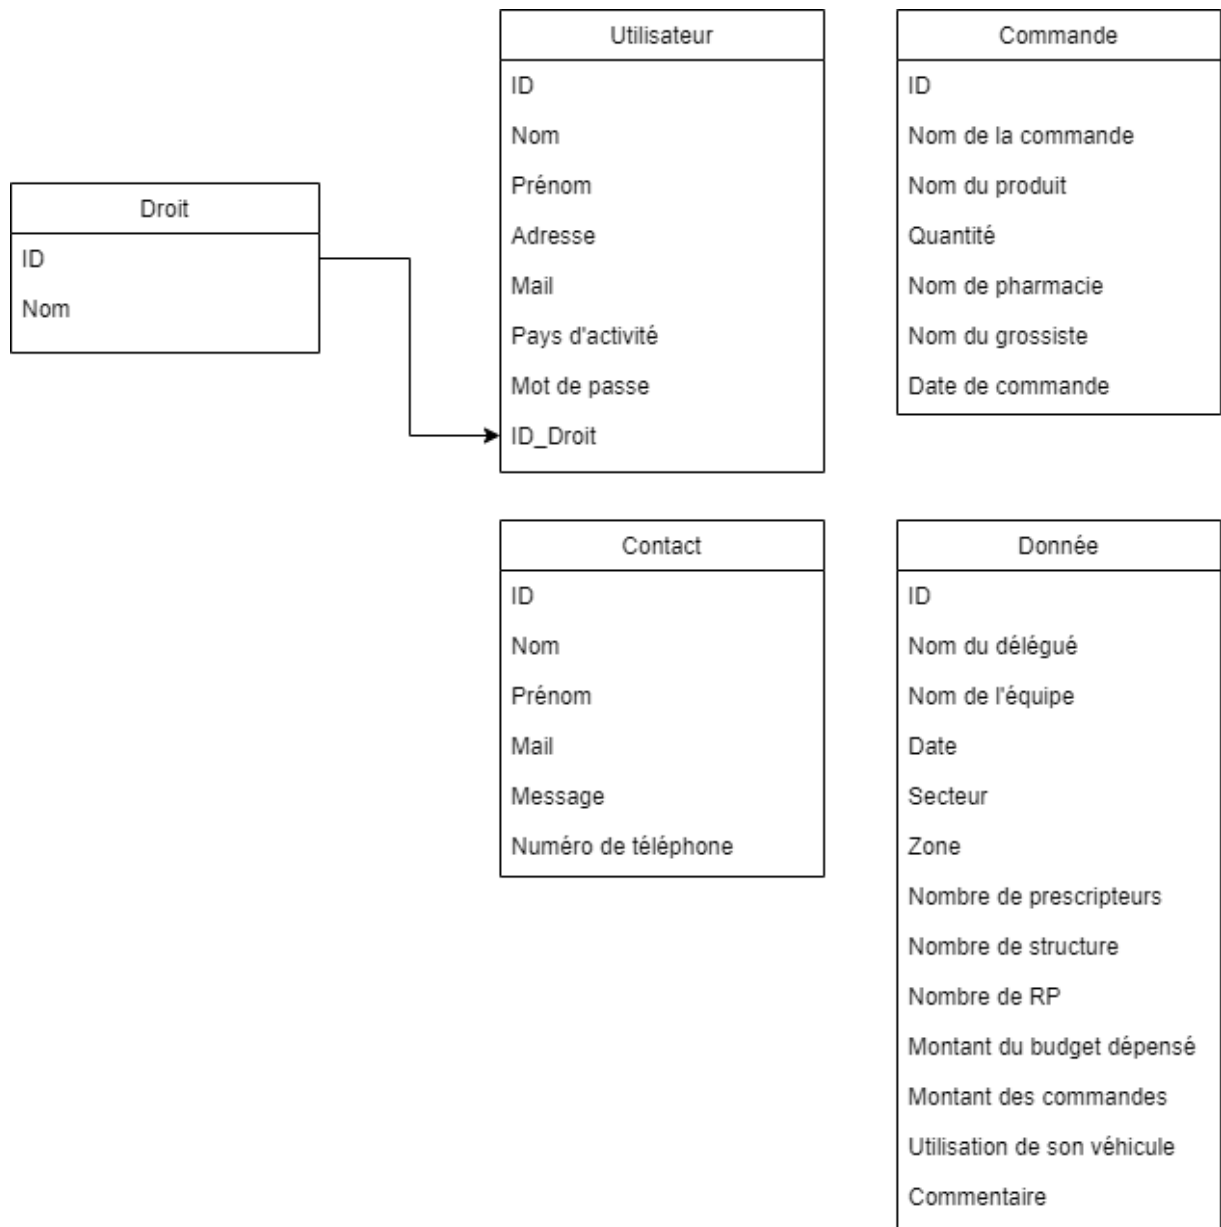 Droit
ID
Nom
Utilisateur
ID
Nom
Prénom
Adresse
Mail
Pays d'activité
Mot de passe
ID_Droit
Commande
ID
Nom de la commande
Nom du produit
Quantité
Nom de pharmacie
Nom du grossiste
Date de commande
Contact
ID
Nom
Prénom
Mail
Message
Numéro de téléphone
Donnée
ID
Nom du délégué
Nom de l'équipe
Date
Secteur
Zone
Nombre de prescripteurs
Nombre de structure
Nombre de RP
Montant du budget dépensé
Montant des commandes
Utilisation de son véhicule
Commentaire